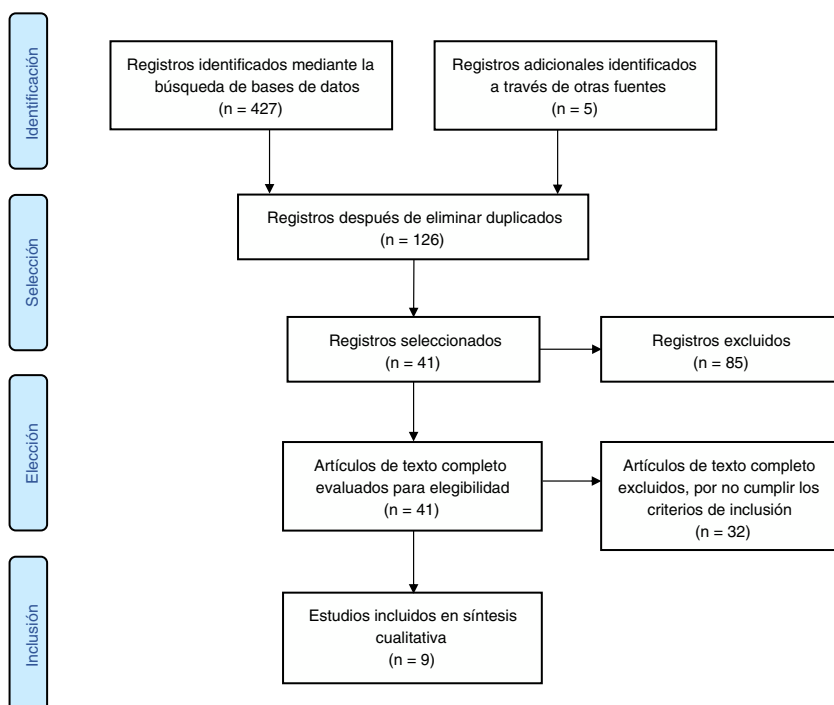 Identificación
Registros identificados mediante la
búsqueda de bases de datos
(n = 427)
Registros adicionales identificados
a través de otras fuentes
(n = 5)
Selección
Registros después de eliminar duplicados
(n = 126)
Registros seleccionados
(n = 41)
Registros excluidos
(n = 85)
Elección
Artículos de texto completo
evaluados para elegibilidad
(n = 41)
Artículos de texto completo
excluidos, por no cumplir los
criterios de inclusión
(n = 32)
Inclusión
Estudios incluidos en síntesis
cualitativa
(n = 9)